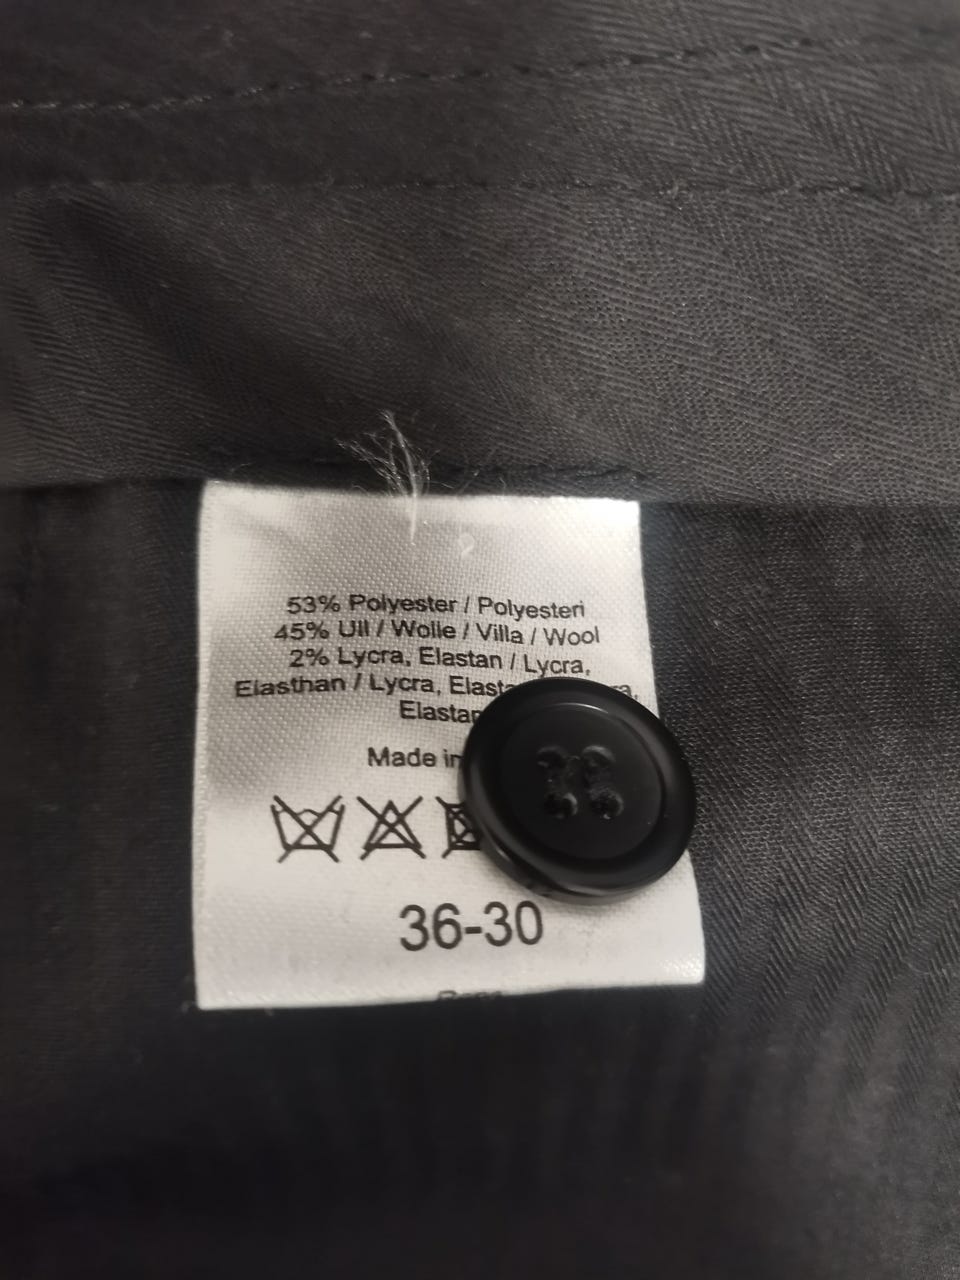 53% Polyester / Polyesteri
45% Ull / Wolle / Villa / Wool
2% Lycra, Elastan / Lycra,
Elasthan / Lycra, Elasta
Elastan
Made in
36-30